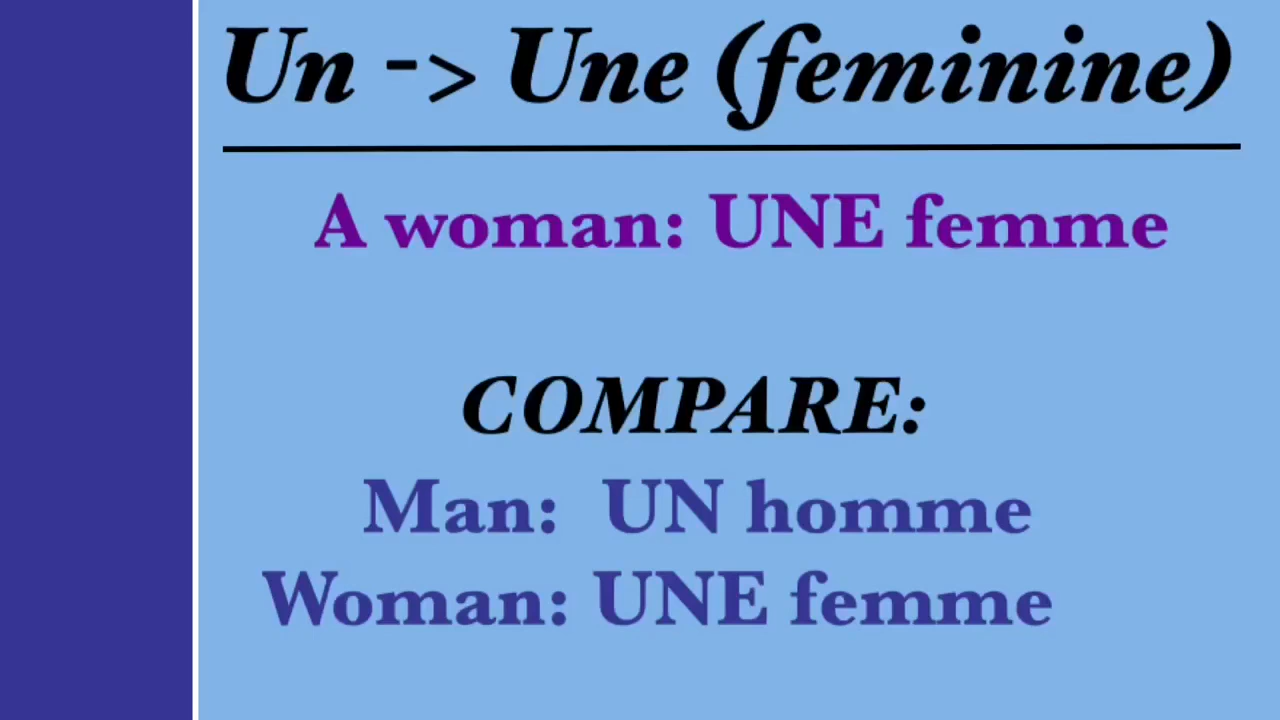 Un -> Une (feminine)
A woman: UNE femme
COMPARE:
Man: UN homme
Woman: UNE femme